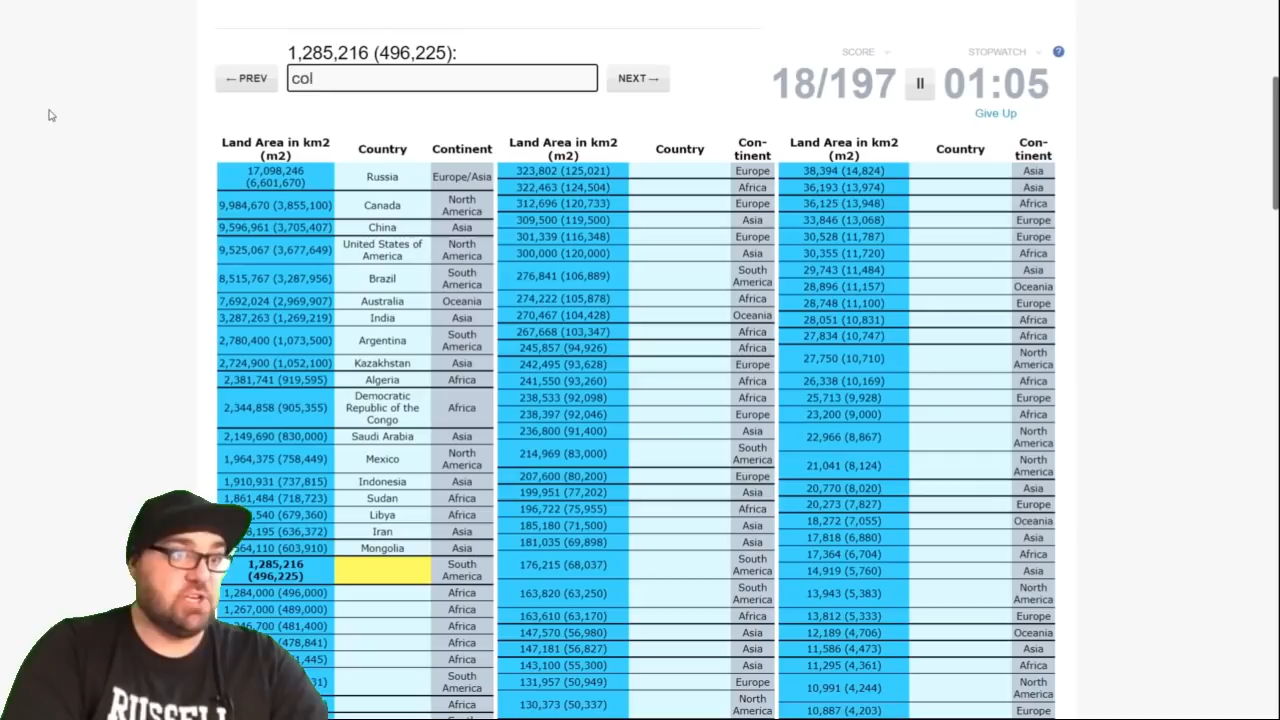 1,285,216 (496,225):
← PREV
col
NEXT →
SCORE
18/197
STOPWATCH
?
01:05
Give Up
Land Area in km2 (m2) Country Continent
17,098,246 (6,601,670) Russia Europe/Asia
9,984,670 (3,855,100) Canada North America
9,596,961 (3,705,407) China Asia
9,525,067 (3,677,649) United States of America North America
8,515,767 (3,287,956) Brazil South America
7,692,024 (2,969,907) Australia Oceania
3,287,263 (1,269,219) India Asia
2,780,400 (1,073,500) Argentina South America
2,724,900 (1,052,100) Kazakhstan Asia
2,381,741 (919,595) Algeria Africa
2,344,858 (905,355) Democratic Republic of the Congo Africa
2,149,690 (830,000) Saudi Arabia Asia
1,964,375 (758,449) Mexico North America
1,910,931 (737,815) Indonesia Asia
1,861,484 (718,723) Sudan Africa
,540 (679,360) Libya Africa
,195 (636,372) Iran Asia
564,110 (603,910) Mongolia Asia
1,285,216 (496,225) South America
1,284,000 (496,000) Africa
1,267,000 (489,000) Africa
,700 (481,400) Africa
(478,841) Africa
,445) Africa
31) South America
Africa
Land Area in km2 (m2) Country Con-tinent
323,802 (125,021) Europe
322,463 (124,504) Africa
312,696 (120,733) Europe
309,500 (119,500) Asia
301,339 (116,348) Europe
300,000 (120,000) Asia
276,841 (106,889) South America
274,222 (105,878) Africa
270,467 (104,428) Oceania
267,668 (103,347) Africa
245,857 (94,926) Africa
242,495 (93,628) Europe
241,550 (93,260) Africa
238,533 (92,098) Africa
238,397 (92,046) Europe
236,800 (91,400) Asia
214,969 (83,000) South America
207,600 (80,200) Europe
199,951 (77,202) Asia
196,722 (75,955) Africa
185,180 (71,500) Asia
181,035 (69,898) Asia
176,215 (68,037) South America
163,820 (63,250) South America
163,610 (63,170) Africa
147,570 (56,980) Asia
147,181 (56,827) Asia
143,100 (55,300) Asia
131,957 (50,949) Europe
130,373 (50,337) North America
Land Area in km2 (m2) Country Con-tinent
38,394 (14,824) Asia
36,193 (13,974) Asia
36,125 (13,948) Africa
33,846 (13,068) Europe
30,528 (11,787) Europe
30,355 (11,720) Africa
29,743 (11,484) Asia
28,896 (11,157) Oceania
28,748 (11,100) Europe
28,051 (10,831) Africa
27,834 (10,747) Africa
27,750 (10,710) North America
26,338 (10,169) Africa
25,713 (9,928) Europe
23,200 (9,000) Africa
22,966 (8,867) North America
21,041 (8,124) North America
20,770 (8,020) Asia
20,273 (7,827) Europe
18,272 (7,055) Oceania
17,818 (6,880) Asia
17,364 (6,704) Africa
14,919 (5,760) Asia
13,943 (5,383) North America
13,812 (5,333) Europe
12,189 (4,706) Oceania
11,586 (4,473) Asia
11,295 (4,361) Africa
10,991 (4,244) North America
10,887 (4,203) Europe
RUSSELL